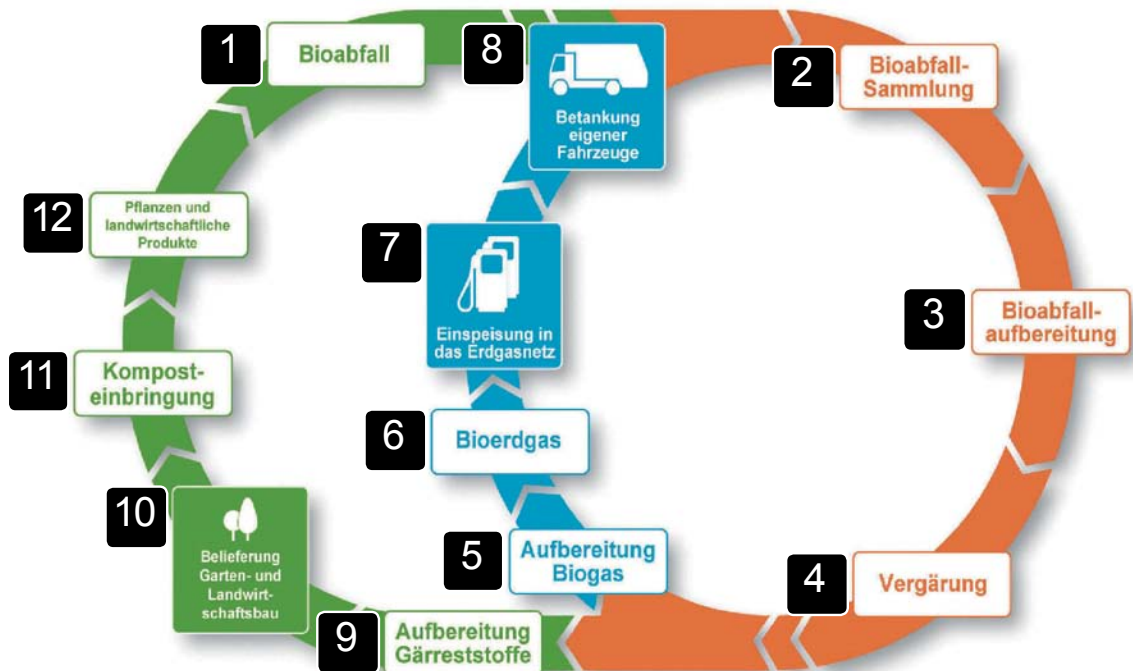 1
Bioabfall
2
Bioabfall-
Sammlung
3
Bioabfall-
aufbereitung
4
Vergärung
5
Aufbereitung
Biogas
6
Bioerdgas
7
Einspeisung in
das Erdgasnetz
8
Betankung
eigener
Fahrzeuge
9
Aufbereitung
Gärreststoffe
10
Belieferung
Garten- und
Landwirt-
schaftsbau
11
Kompost-
einbringung
12
Pflanzen und
landwirtschaftliche
Produkte